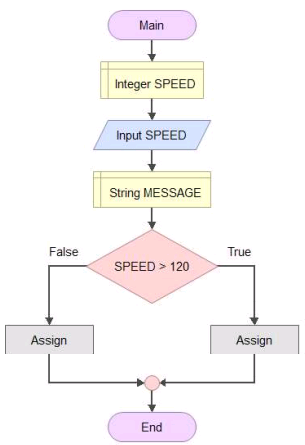 Main
Integer SPEED
Input SPEED
String MESSAGE
False
True
SPEED > 120
Assign
Assign
End